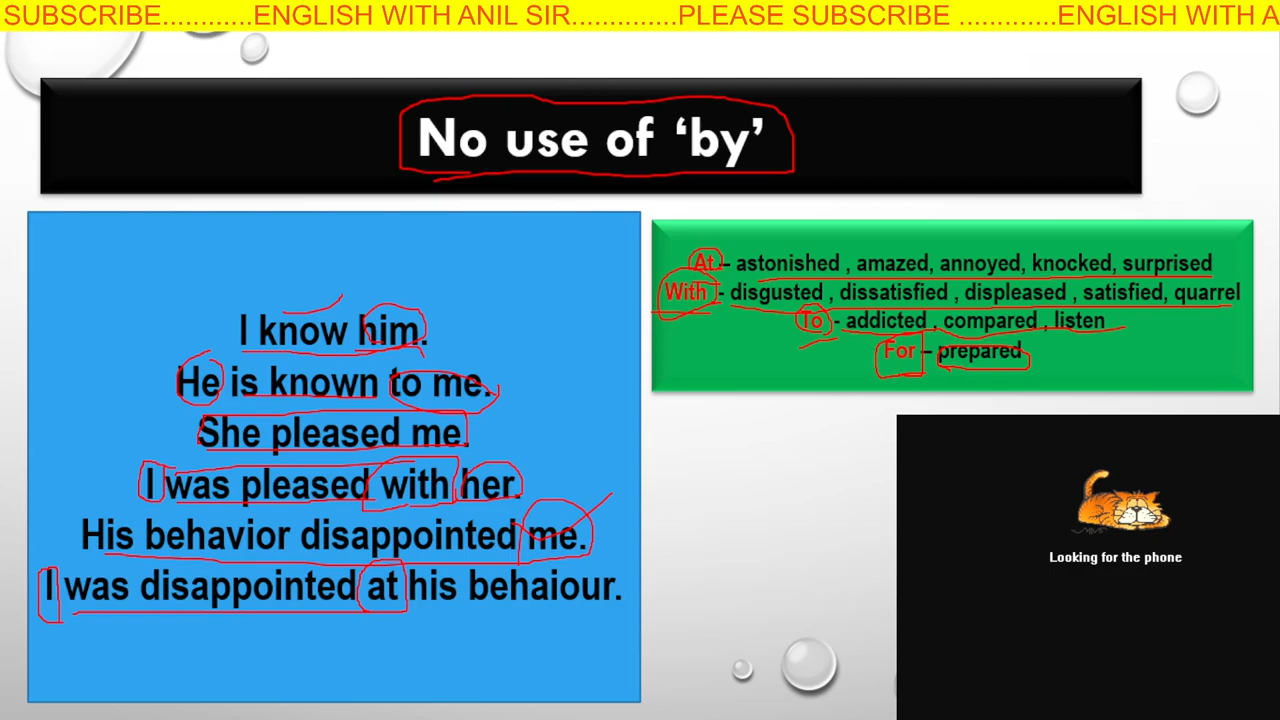 SUBSCRIBE............ENGLISH WITH ANIL SIR..............PLEASE SUBSCRIBE .............ENGLISH WITH A
No use of ‘by’
I know him.
He is known to me.
She pleased me.
I was pleased with her.
His behavior disappointed me.
I was disappointed at his behaiour.
At – astonished , amazed, annoyed, knocked, surprised
With - disgusted , dissatisfied , displeased , satisfied, quarrel
To - addicted , compared , listen
For – prepared
Looking for the phone